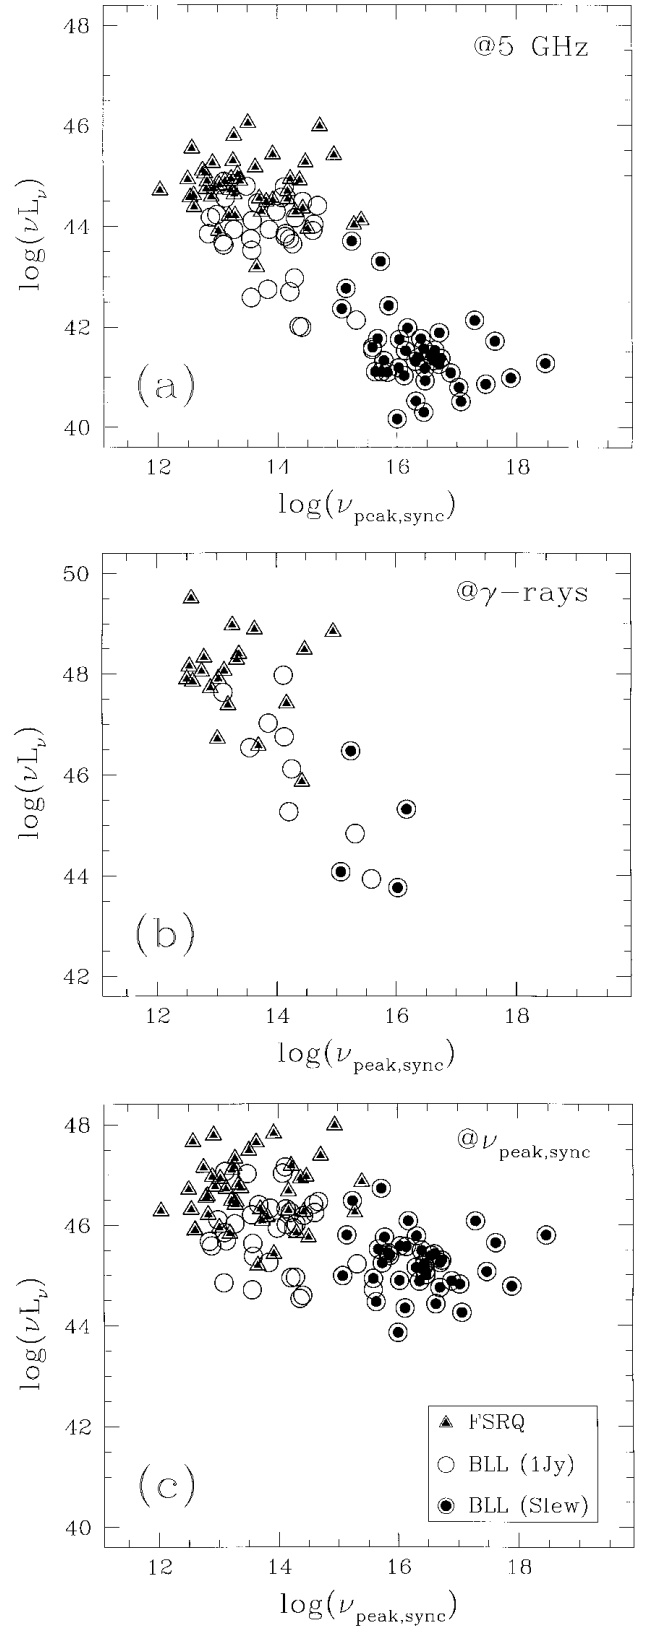 48
@5 GHz
46
44
log(νLν)
42
(a)
40
12 14 16 18
log(νpeak,sync)
50
@γ-rays
48
46
log(νLν)
44
(b)
42
12 14 16 18
log(νpeak,sync)
48
@νpeak,sync
46
44
log(νLν)
42
FSRQ
BLL (1Jy)
(c)
BLL (Slew)
40
12 14 16 18
log(νpeak,sync)